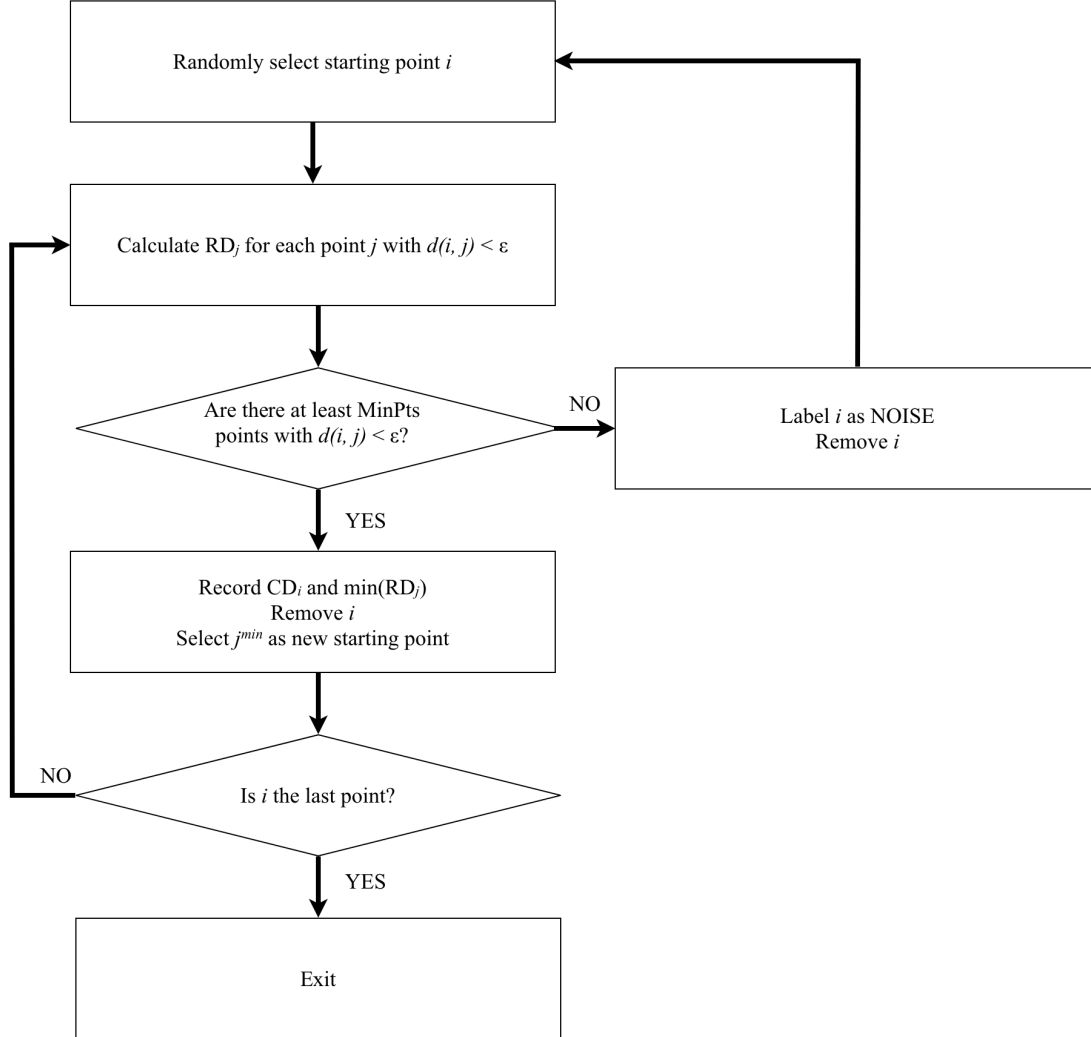 Randomly select starting point i
Calculate RDj for each point j with d(i, j) < ε
Are there at least MinPts
points with d(i, j) < ε?
NO
Label i as NOISE
Remove i
YES
Record CDi and min(RDj)
Remove i
Select jmin as new starting point
NO
Is i the last point?
YES
Exit